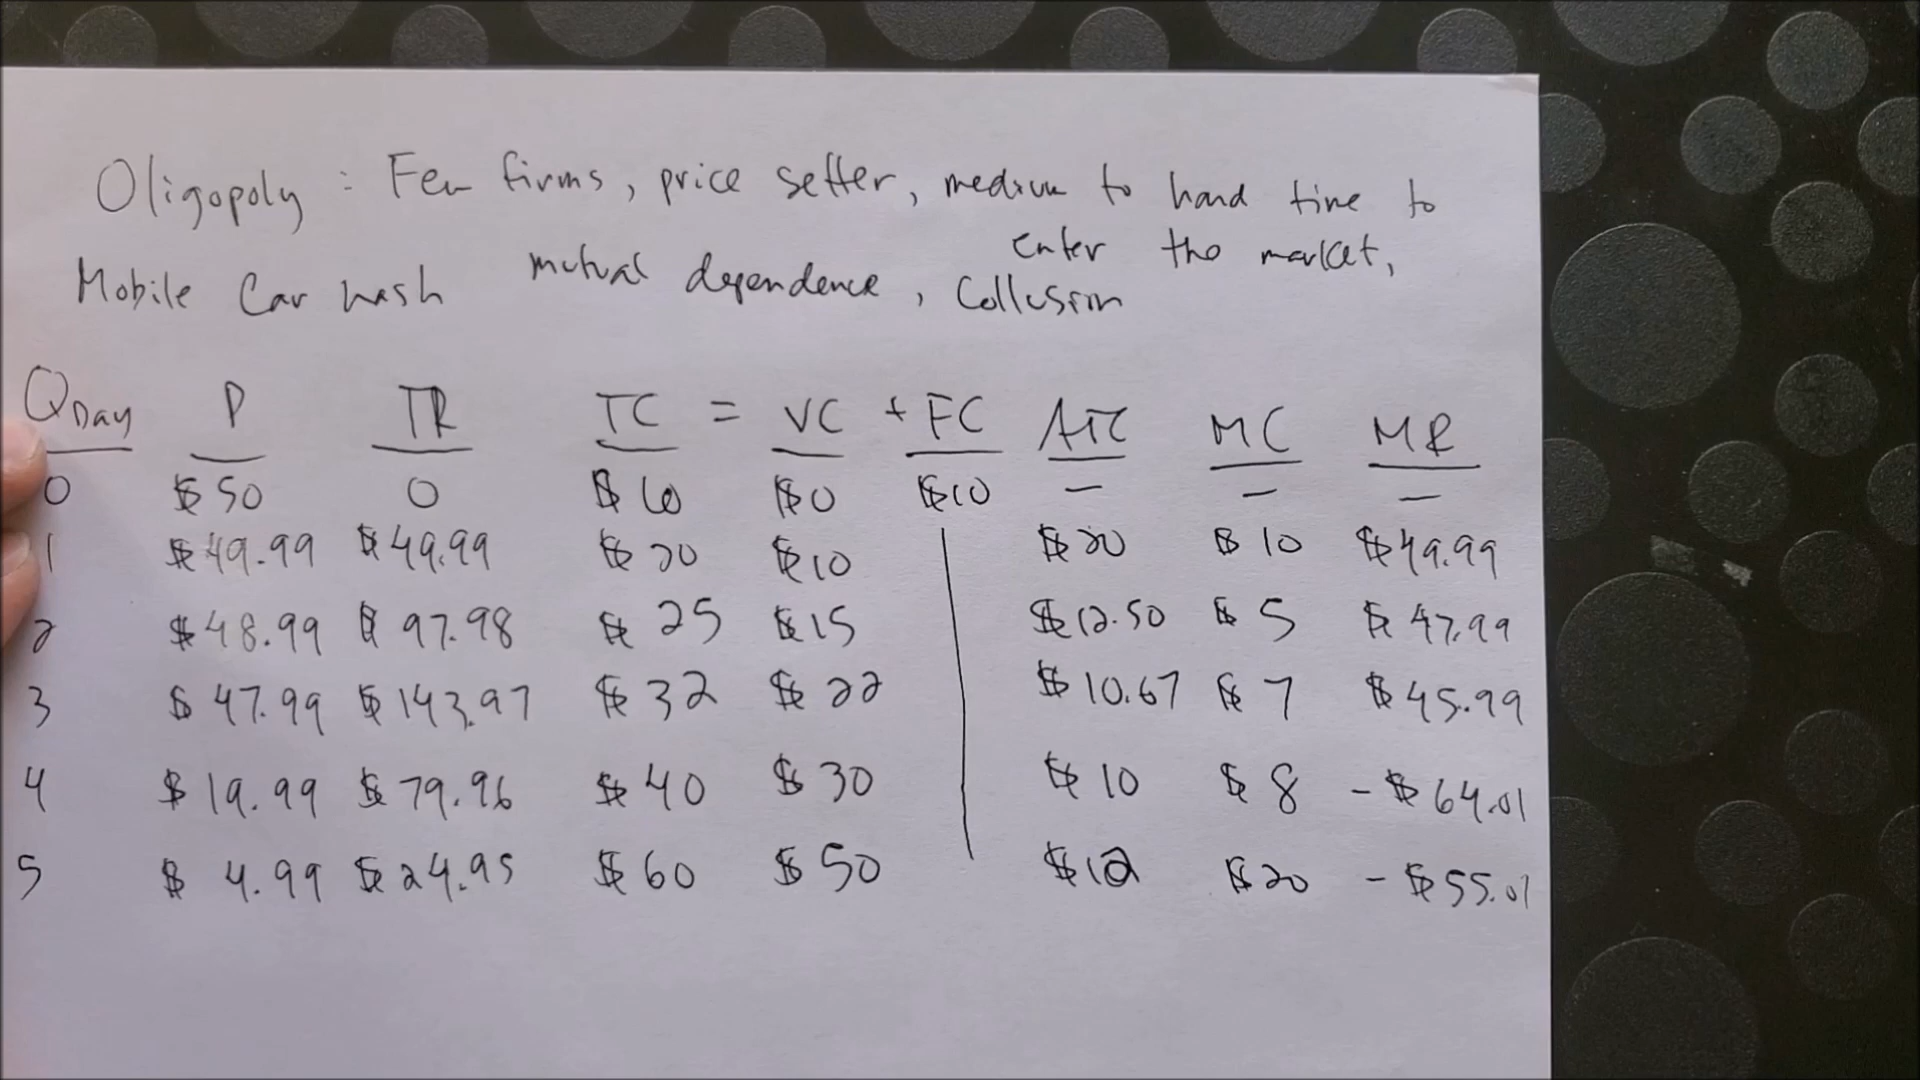 Oligopoly : Few firms, price setter, medium to hard time to
enter the market,
Mobile Car wash mutual dependence, Collusion
QDay P TR TC = VC + FC ATC MC MR
0 $50 0 $10 $0 $10 — — —
1 $49.99 $49.99 $20 $10 $20 $10 $49.99
2 $48.99 $97.98 $25 $15 $12.50 $5 $47.99
3 $47.99 $143.97 $32 $22 $10.67 $7 $45.99
4 $19.99 $79.96 $40 $30 $10 $8 -$64.01
5 $4.99 $24.95 $60 $50 $12 $20 -$55.01